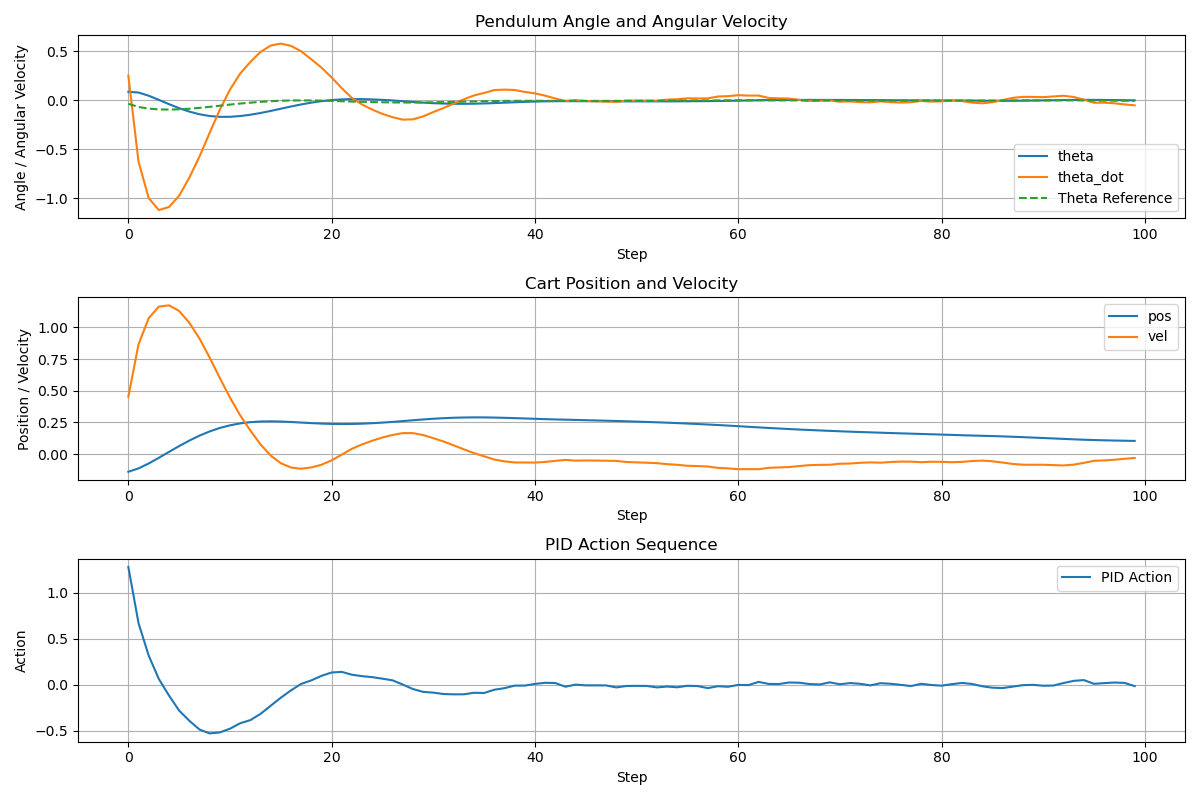 Pendulum Angle and Angular Velocity
Angle / Angular Velocity
0.5
0.0
−0.5
−1.0
theta
theta_dot
Theta Reference
0 20 40 60 80 100
Step
Cart Position and Velocity
Position / Velocity
1.00
0.75
0.50
0.25
0.00
pos
vel
0 20 40 60 80 100
Step
PID Action Sequence
Action
1.0
0.5
0.0
−0.5
PID Action
0 20 40 60 80 100
Step